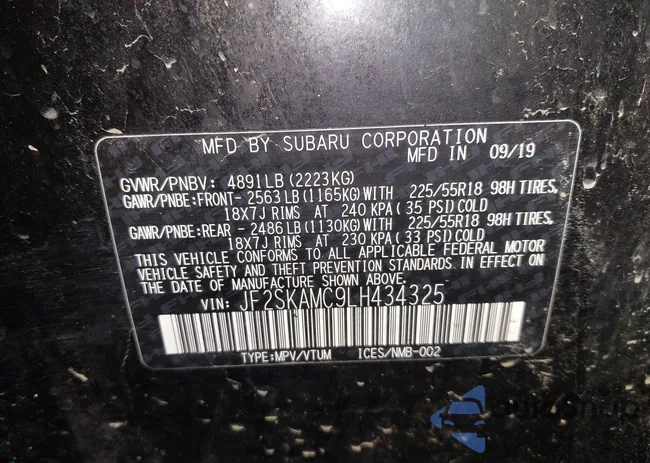 MFD BY SUBARU CORPORATION
MFD IN 09/19
GVWR/PNBV: 4891LB(2223KG)
GAWR/PNBE:FRONT-2563LB(1165KG)WITH 225/55R18 98H TIRES,
18X7J RIMS AT 240 KPA(35 PSI)COLD
GAWR/PNBE:REAR -2486LB(1130KG)WITH 225/55R18 98H TIRES,
18X7J RIMS AT 230 KPA(33 PSI)COLD
THIS VEHICLE CONFORMS TO ALL APPLICABLE FEDERAL MOTOR
VEHICLE SAFETY AND THEFT PREVENTION STANDARDS IN EFFECT ON
THE DATE OF MANUFACTURE SHOWN ABOVE.
VIN: JF2SKAMC9LH434325
TYPE:MPV/VTUM ICES/NMB-002
AutoSnap